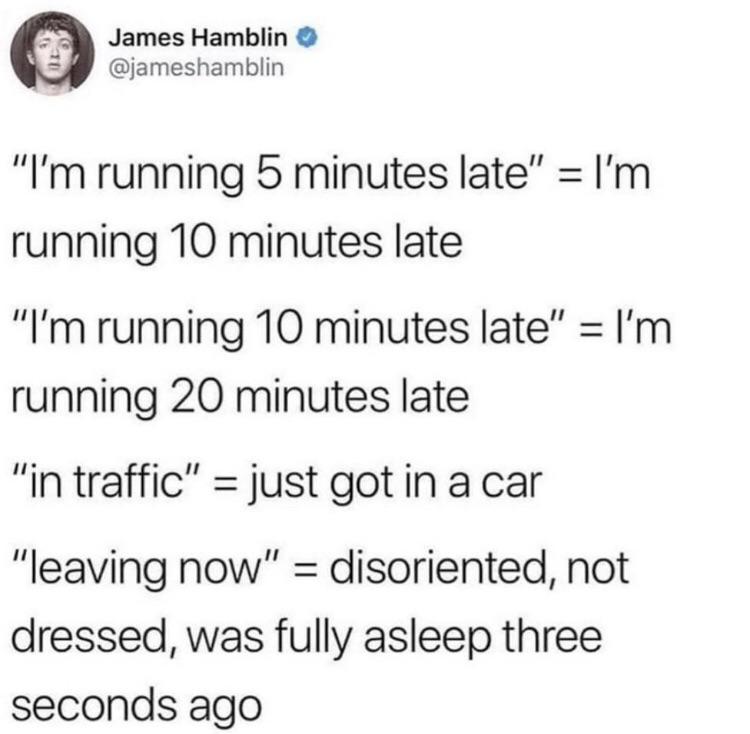 James Hamblin
@jameshamblin
"I'm running 5 minutes late" = I'm
running 10 minutes late
"I'm running 10 minutes late" = I'm
running 20 minutes late
"in traffic" = just got in a car
"leaving now" = disoriented, not
dressed, was fully asleep three
seconds ago